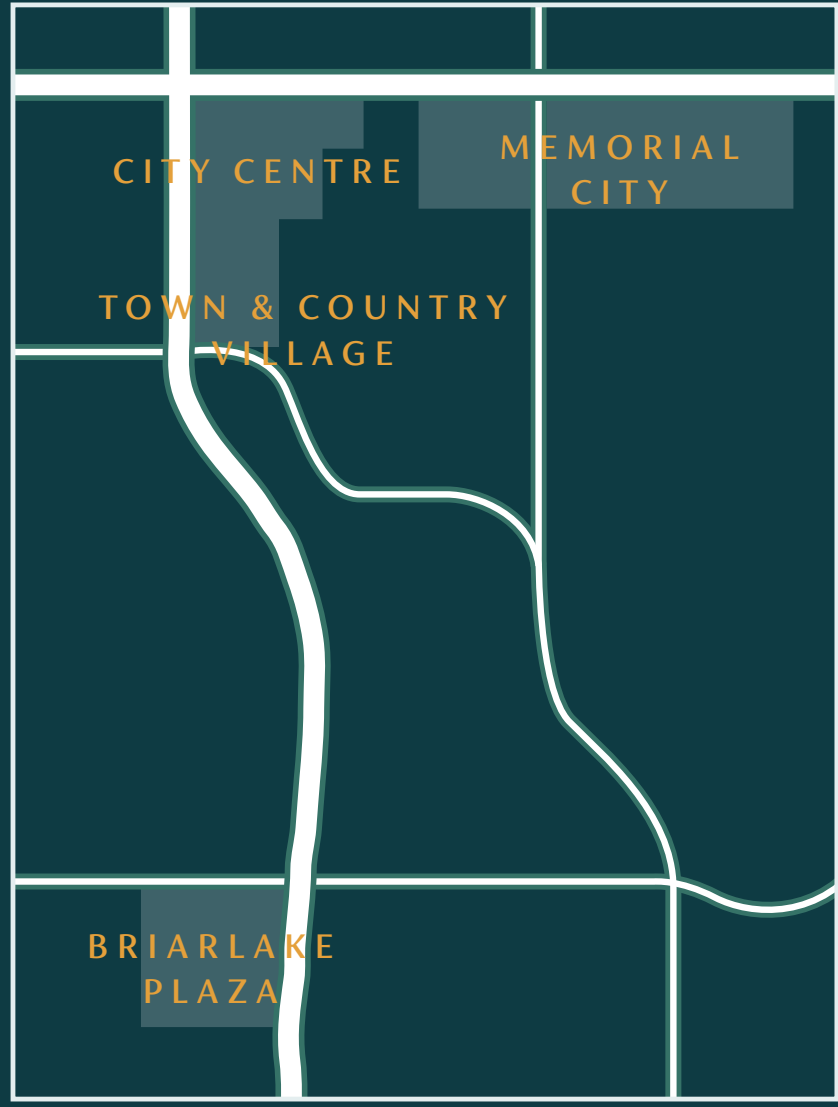 MEMORIAL
CITY
CITY CENTRE
TOWN & COUNTRY
VILLAGE
BRIARLAKE
PLAZA